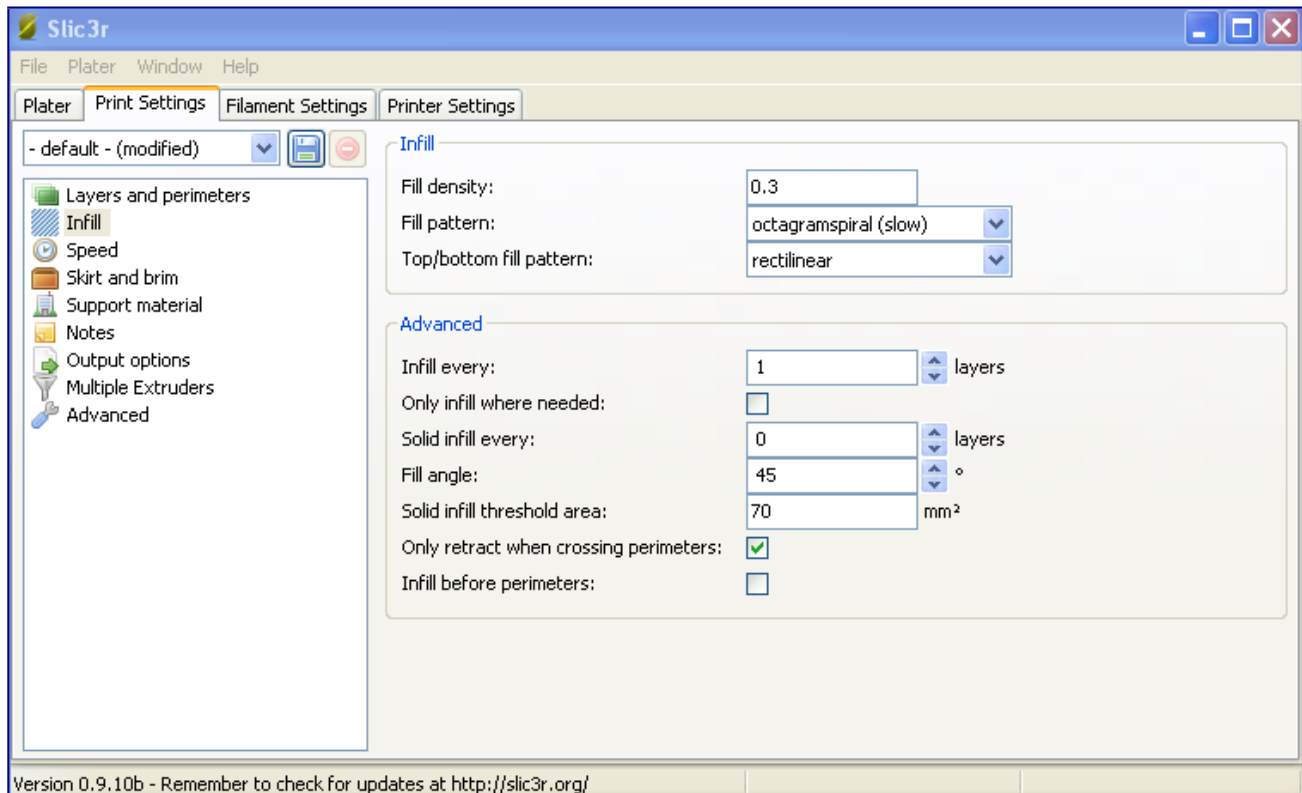 Slic3r
File Plater Window Help
Plater Print Settings Filament Settings Printer Settings
- default - (modified)
Layers and perimeters
Infill
Speed
Skirt and brim
Support material
Notes
Output options
Multiple Extruders
Advanced
Infill
Fill density: 0.3
Fill pattern: octagramspiral (slow)
Top/bottom fill pattern: rectilinear
Advanced
Infill every: 1 layers
Only infill where needed:
Solid infill every: 0 layers
Fill angle: 45 °
Solid infill threshold area: 70 mm²
Only retract when crossing perimeters:
Infill before perimeters:
Version 0.9.10b - Remember to check for updates at http://slic3r.org/